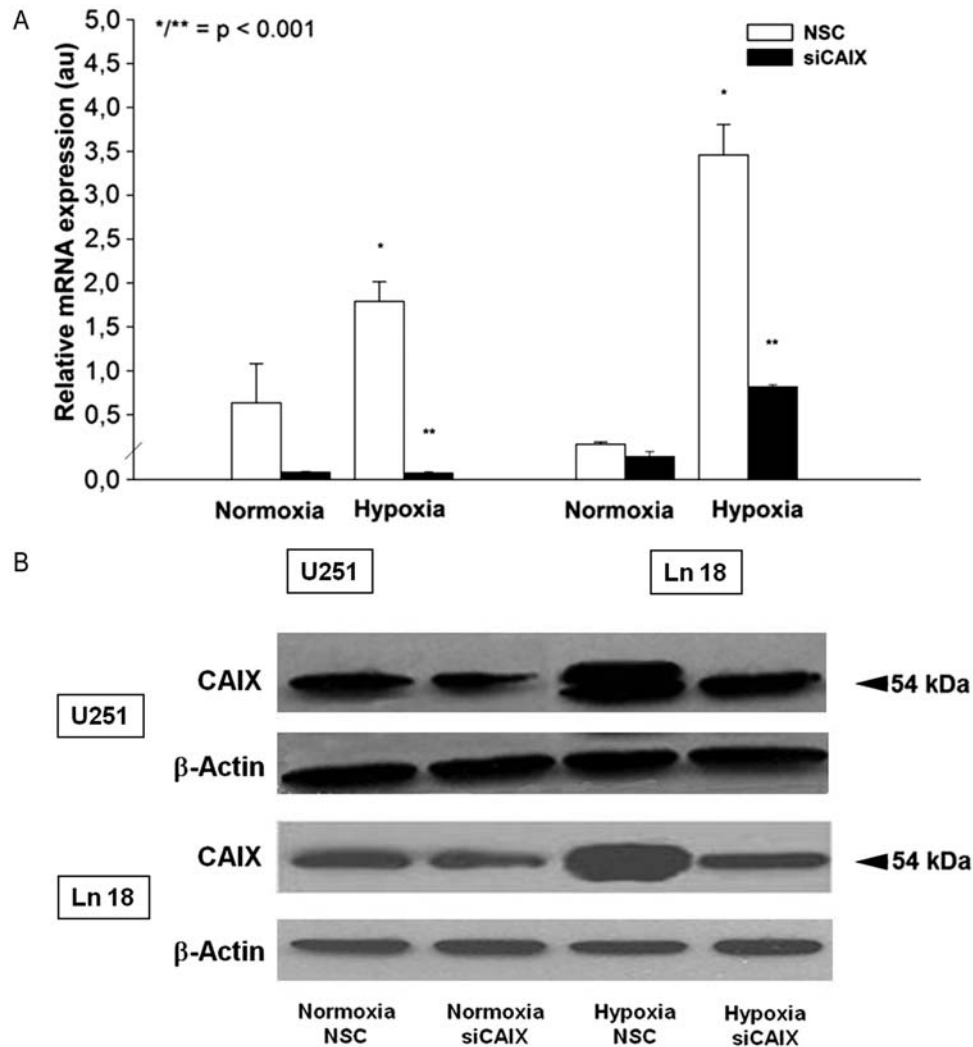 A
*/** = p < 0.001
NSC
siCAIX
Relative mRNA expression (au)
5,0
4,5
4,0
3,5
3,0
2,5
2,0
1,5
1,0
0,5
0,0
*
**
*
**
Normoxia Hypoxia Normoxia Hypoxia
U251 Ln 18
B
U251
CAIX 54 kDa
β-Actin
Ln 18
CAIX 54 kDa
β-Actin
Normoxia NSC
Normoxia siCAIX
Hypoxia NSC
Hypoxia siCAIX